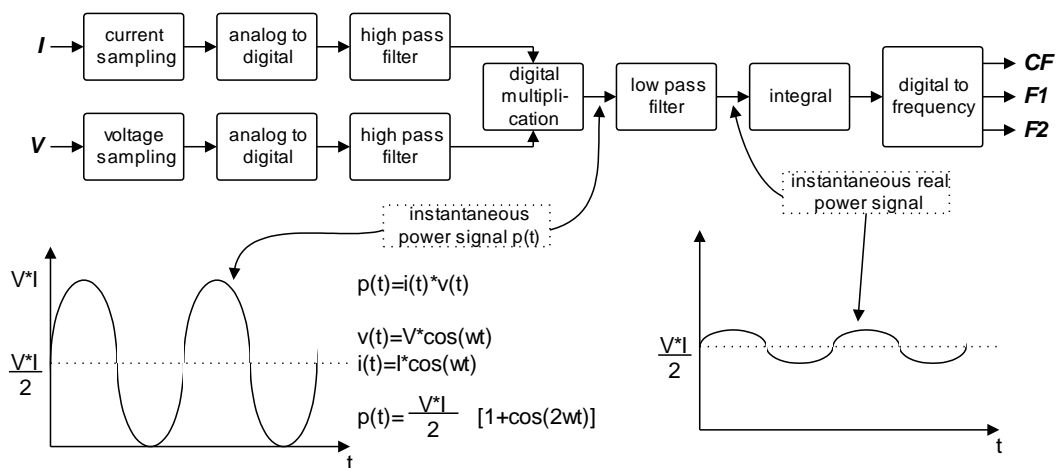 I
current
sampling
analog to
digital
high pass
filter
V
voltage
sampling
analog to
digital
high pass
filter
digital
multipli-
cation
low pass
filter
integral
digital to
frequency
CF
F1
F2
instantaneous
power signal p(t)
instantaneous real
power signal
V*I
V*I
2
t
p(t)=i(t)*v(t)
v(t)=V*cos(wt)
i(t)=I*cos(wt)
p(t)= V*I/2 [1+cos(2wt)]
V*I
2
t